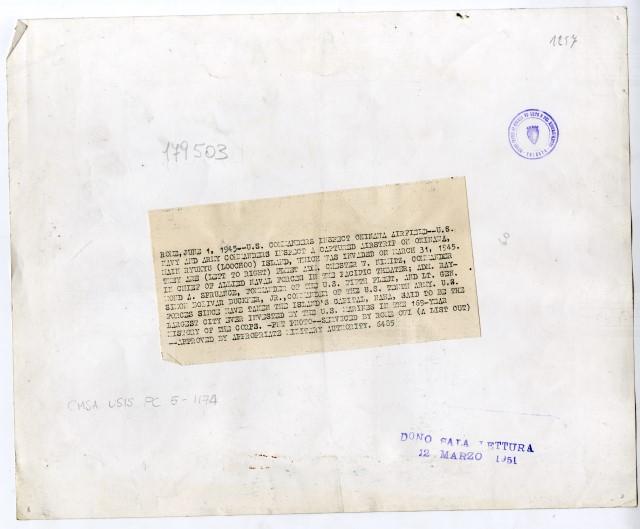 1257
179503
ROME, JUNE 1, 1945--U.S. COMMANDERS INSPECT OKINAWA AIRFIELD--U.S.
NAVY AND ARMY COMMANDERS INSPECT A CAPTURED AIRSTRIP ON OKINAWA,
MAIN RYUKYU (LOOCHOO) ISLAND, WHICH WAS INVADED ON MARCH 31, 1945.
THEY ARE (LEFT TO RIGHT) FLEET ADM. CHESTER W. NIMITZ, COMMANDER
IN CHIEF OF ALLIED NAVAL FORCES IN THE PACIFIC THEATER; ADM. RAY-
MOND A. SPRUANCE, COMMANDER OF THE U.S. FIFTH FLEET, AND LT. GEN.
SIMON BOLIVAR BUCKNER, JR., COMMANDER OF THE U.S. TENTH ARMY. U.S.
FORCES SINCE HAVE TAKEN THE ISLAND'S CAPITAL, NAHA, SAID TO BE THE
LARGEST CITY EVER INVESTED BY THE U.S. MARINES IN THE 169-YEAR
HISTORY OF THE CORPS. -PWB PHOTO--SERVICED BY ROME OWI (A LIST OUT)
--APPROVED BY APPROPRIATE MILITARY AUTHORITY. 6485
CMSA USIS PC 5-1174
DONO SALA LETTURA
12 MARZO 1951